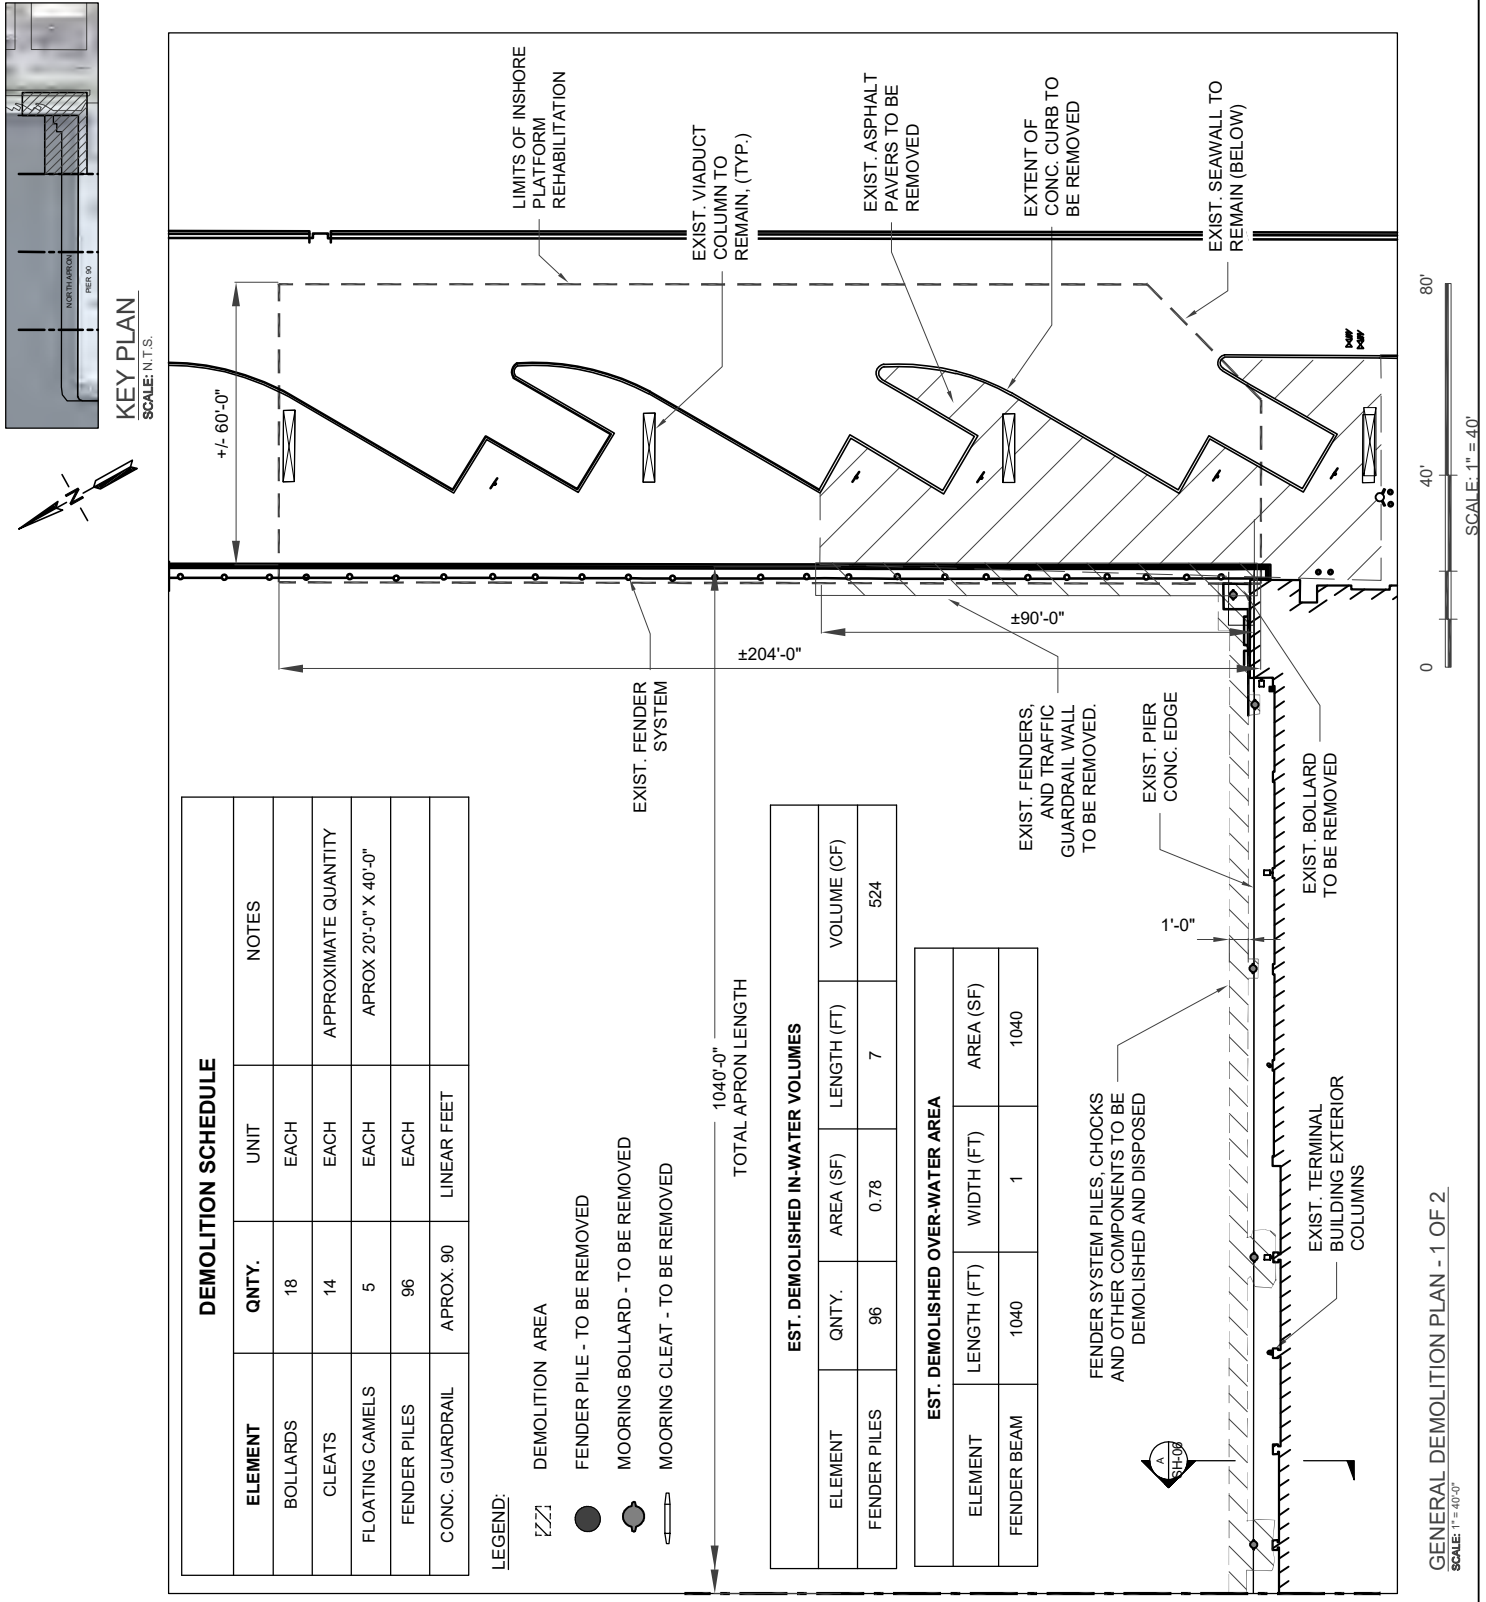 DEMOLITION SCHEDULE
ELEMENT QNTY. UNIT NOTES
BOLLARDS 18 EACH
CLEATS 14 EACH APPROXIMATE QUANTITY
FLOATING CAMELS 5 EACH APROX 20'-0" X 40'-0"
FENDER PILES 96 EACH
CONC. GUARDRAIL APROX. 90 LINEAR FEET
LEGEND:
DEMOLITION AREA
FENDER PILE - TO BE REMOVED
MOORING BOLLARD - TO BE REMOVED
MOORING CLEAT - TO BE REMOVED
1040'-0"
TOTAL APRON LENGTH
EST. DEMOLISHED IN-WATER VOLUMES
ELEMENT QNTY. AREA (SF) LENGTH (FT) VOLUME (CF)
FENDER PILES 96 0.78 7 524
EST. DEMOLISHED OVER-WATER AREA
ELEMENT LENGTH (FT) WIDTH (FT) AREA (SF)
FENDER BEAM 1040 1 1040
FENDER SYSTEM PILES, CHOCKS
AND OTHER COMPONENTS TO BE
DEMOLISHED AND DISPOSED
A
SH-06
EXIST. TERMINAL
BUILDING EXTERIOR
COLUMNS
1'-0"
EXIST. FENDER
SYSTEM
EXIST. FENDERS,
AND TRAFFIC
GUARDRAIL WALL
TO BE REMOVED.
EXIST. PIER
CONC. EDGE
EXIST. BOLLARD
TO BE REMOVED
±204'-0"
±90'-0"
+/- 60'-0"
LIMITS OF INSHORE
PLATFORM
REHABILITATION
EXIST. VIADUCT
COLUMN TO
REMAIN, (TYP.)
EXIST. ASPHALT
PAVERS TO BE
REMOVED
EXTENT OF
CONC. CURB TO
BE REMOVED
EXIST. SEAWALL TO
REMAIN (BELOW)
N
NORTH APRON
PIER 90
KEY PLAN
SCALE: N.T.S.
GENERAL DEMOLITION PLAN - 1 OF 2
SCALE: 1" = 40'-0"
0 40' 80'
SCALE: 1" = 40'